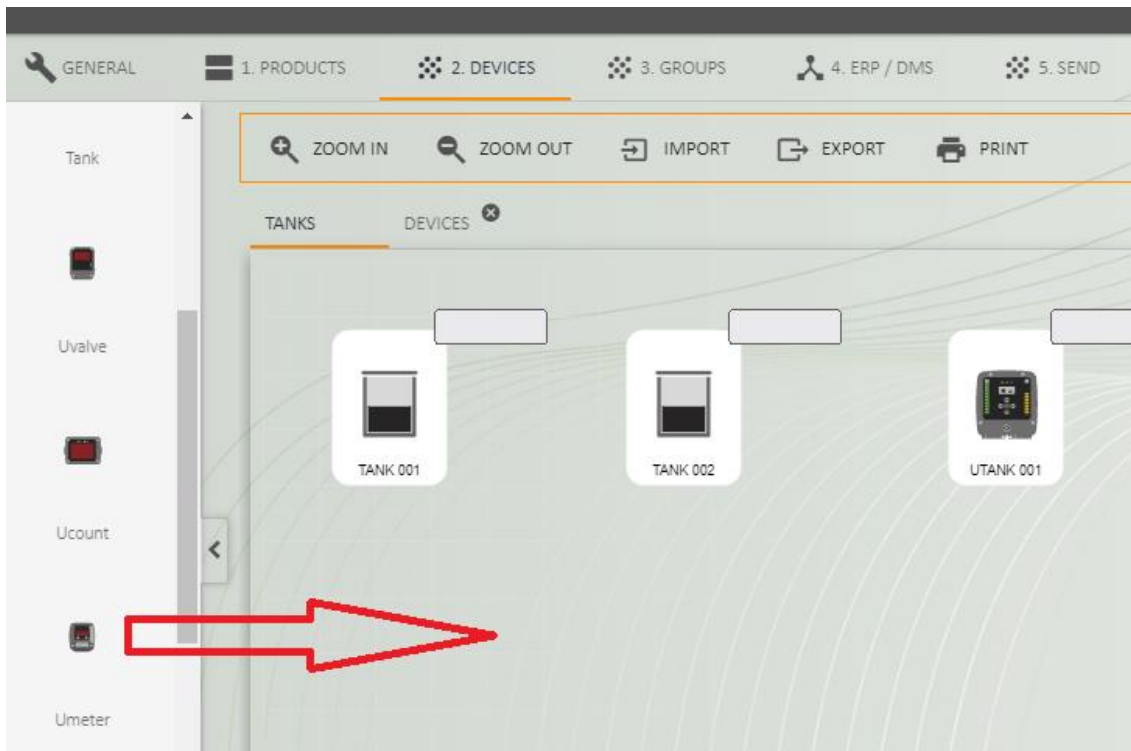 GENERAL
1. PRODUCTS
2. DEVICES
3. GROUPS
4. ERP / DMS
5. SEND
Tank
Uvalve
Ucount
Umeter
ZOOM IN
ZOOM OUT
IMPORT
EXPORT
PRINT
TANKS
DEVICES
TANK 001
TANK 002
UTANK 001